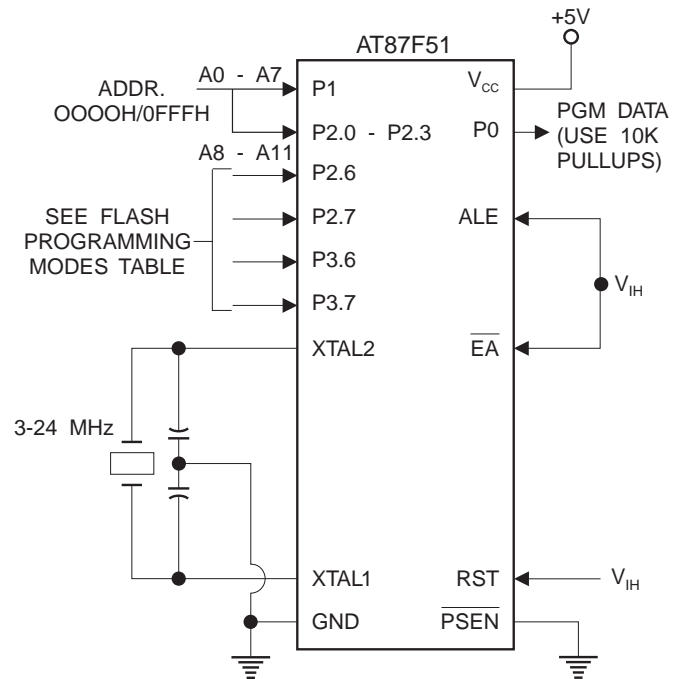 +5V
AT87F51
A0 - A7
ADDR.
OOOOH/0FFFH
P1
VCC
P2.0 - P2.3
P0
PGM DATA
(USE 10K
PULLUPS)
A8 - A11
P2.6
SEE FLASH
PROGRAMMING
MODES TABLE
P2.7
ALE
P3.6
VIH
P3.7
XTAL2
EA
3-24 MHz
XTAL1
RST
VIH
GND
PSEN